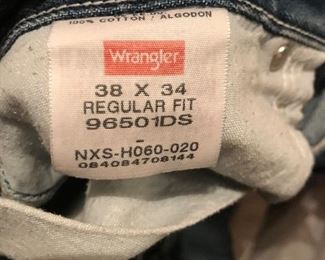 100% COTTON / ALGODON
Wrangler
38 X 34
REGULAR FIT
96501DS
-
NXS-H060-020
084084708144